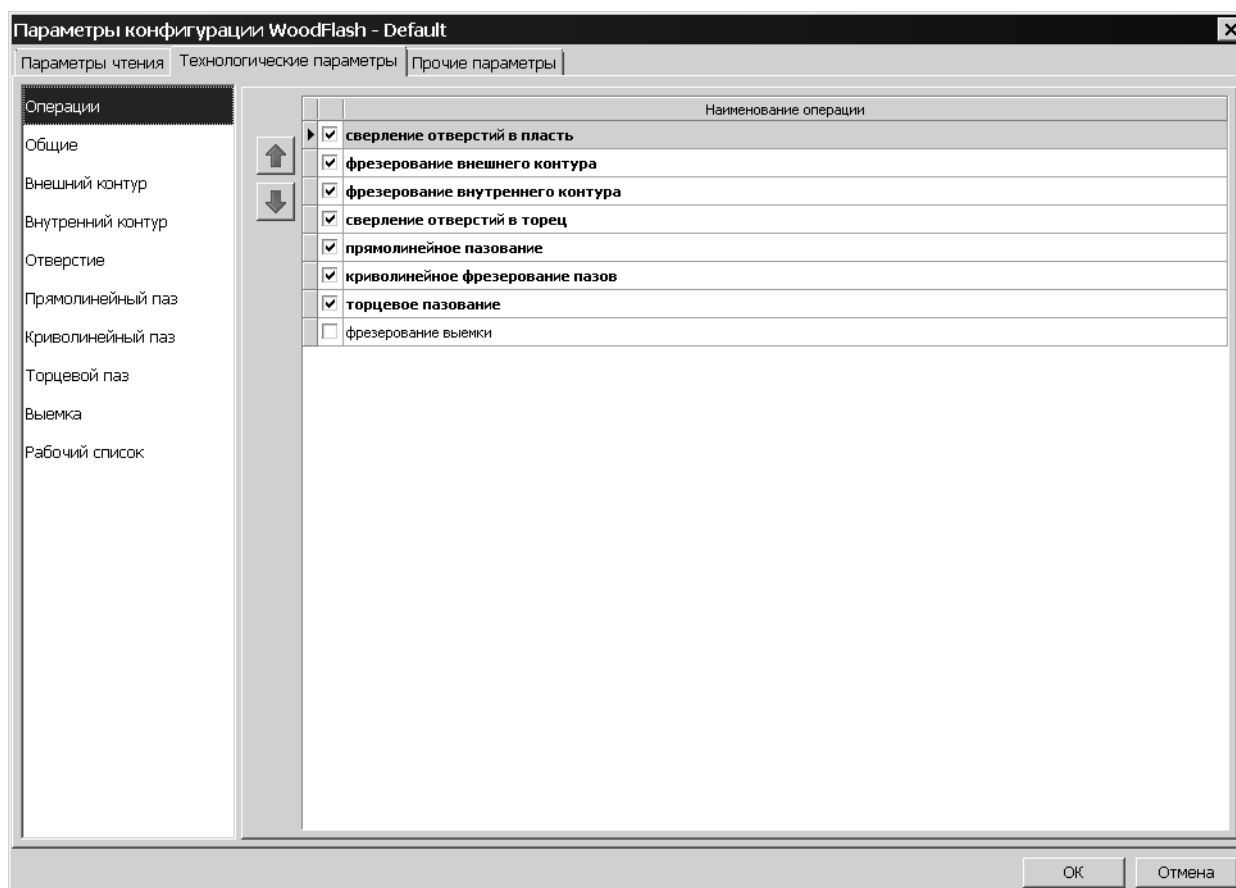 Параметры конфигурации WoodFlash - Default
Параметры чтения Технологические параметры Прочие параметры
Операции
Общие
Внешний контур
Внутренний контур
Отверстие
Прямолинейный паз
Криволинейный паз
Торцевой паз
Выемка
Рабочий список
Наименование операции
сверление отверстий в пласть
фрезерование внешнего контура
фрезерование внутреннего контура
сверление отверстий в торец
прямолинейное пазование
криволинейное фрезерование пазов
торцевое пазование
фрезерование выемки
ОК Отмена